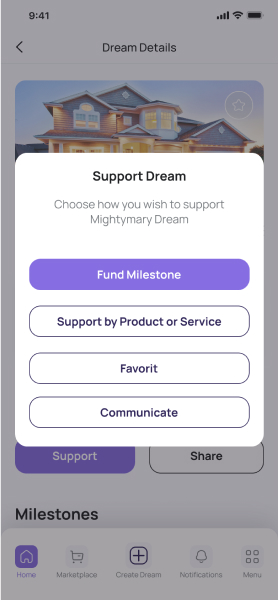 9:41
Dream Details
Support Dream
Choose how you wish to support
Mightymary Dream
Fund Milestone
Support by Product or Service
Favorit
Communicate
Support
Share
Milestones
Home
Marketplace
Create Dream
Notifications
Menu